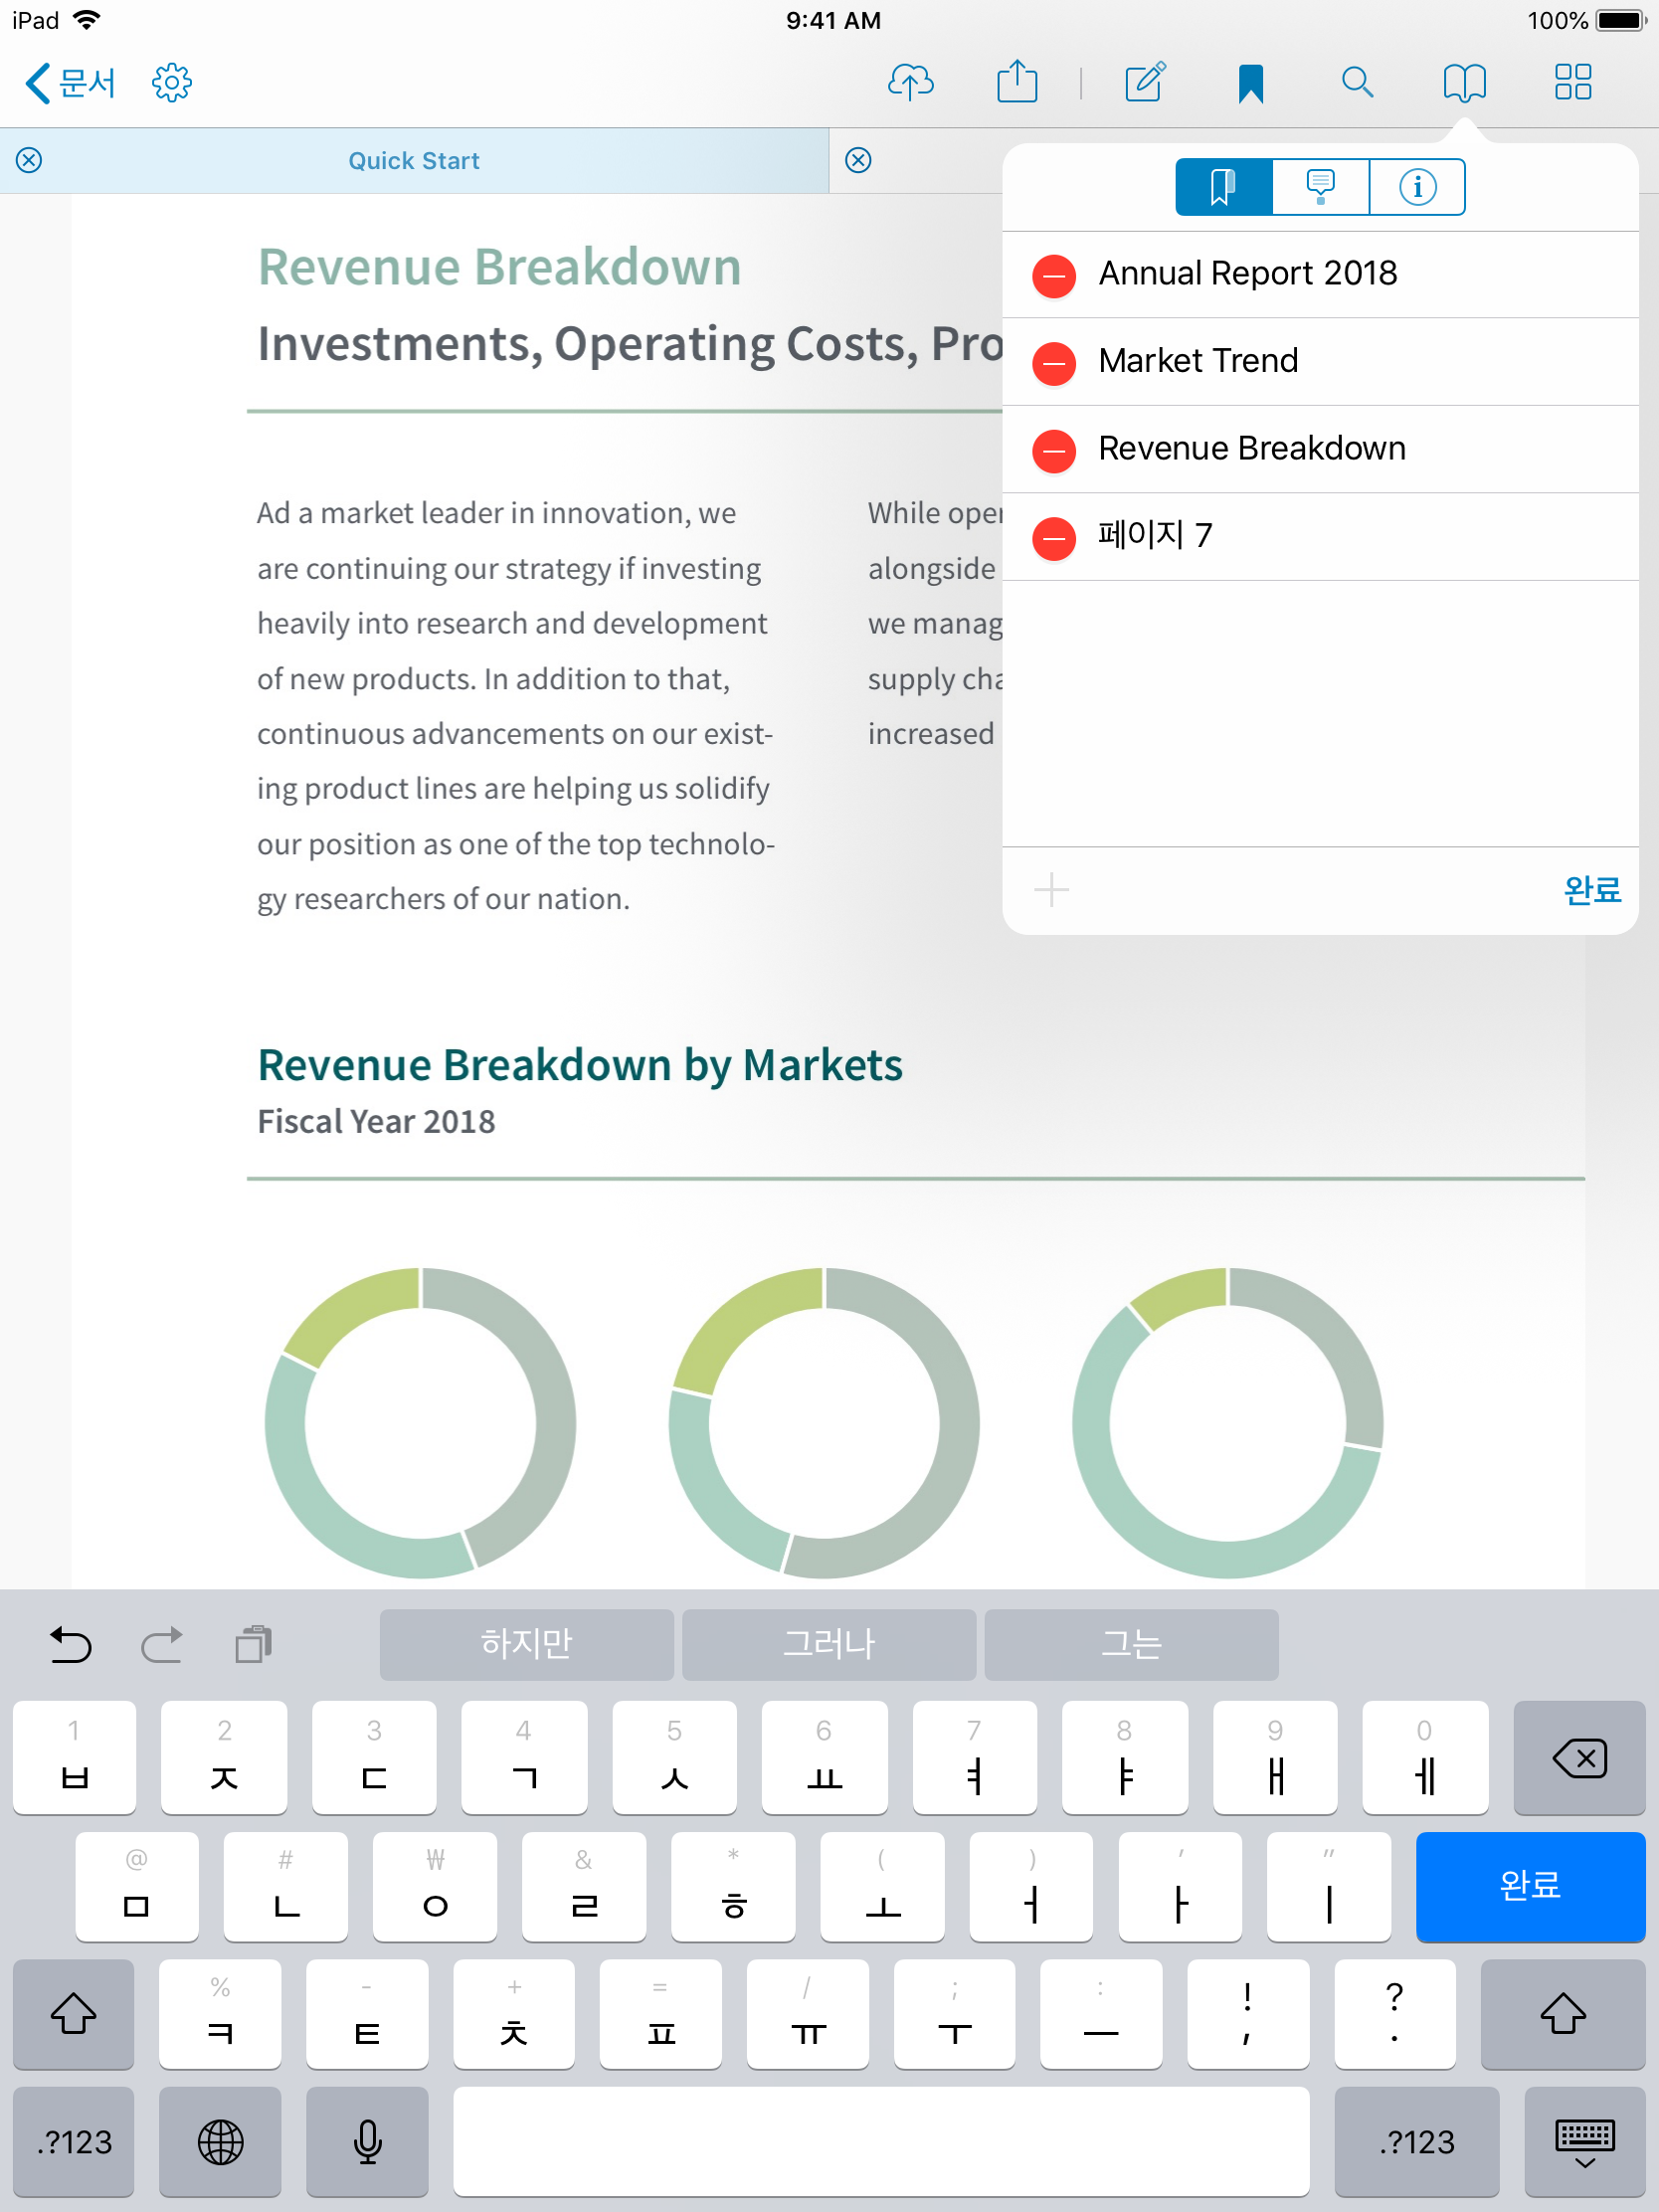 iPad 9:41 AM 100%
문서
Quick Start
Annual Report 2018
Market Trend
Revenue Breakdown
페이지 7
완료
Revenue Breakdown
Investments, Operating Costs, Pro
Ad a market leader in innovation, we
are continuing our strategy if investing
heavily into research and development
of new products. In addition to that,
continuous advancements on our exist-
ing product lines are helping us solidify
our position as one of the top technolo-
gy researchers of our nation.
While oper
alongside
we manag
supply cha
increased
Revenue Breakdown by Markets
Fiscal Year 2018
하지만 그러나 그는
1 2 3 4 5 6 7 8 9 0
ㅂ ㅈ ㄷ ㄱ ㅅ ㅛ ㅕ ㅑ ㅐ ㅔ
@ # ₩ & * ( ) ' "
ㅁ ㄴ ㅇ ㄹ ㅎ ㅗ ㅓ ㅏ ㅣ 완료
% - + = / ; : ! ?
ㅋ ㅌ ㅊ ㅍ ㅠ ㅜ ㅡ , .
.?123 .?123